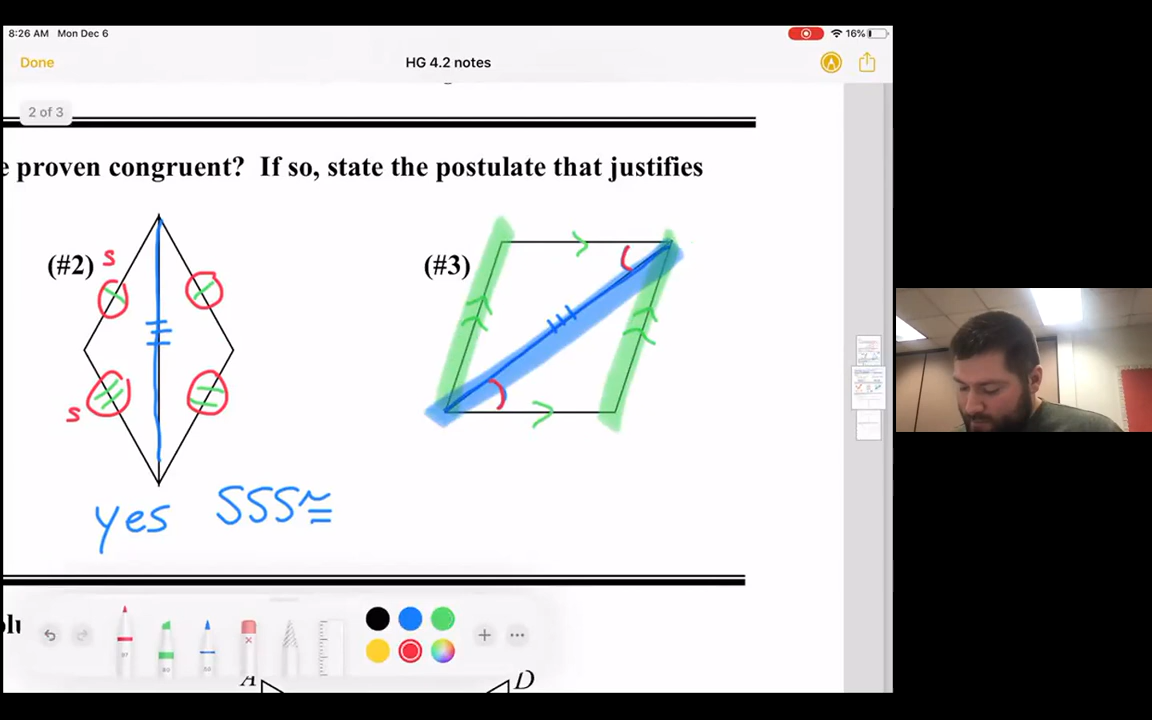 8:26 AM Mon Dec 6
16%
Done
HG 4.2 notes
2 of 3
e proven congruent? If so, state the postulate that justifies
(#2)
s
s
(#3)
yes SSS≅
A
D